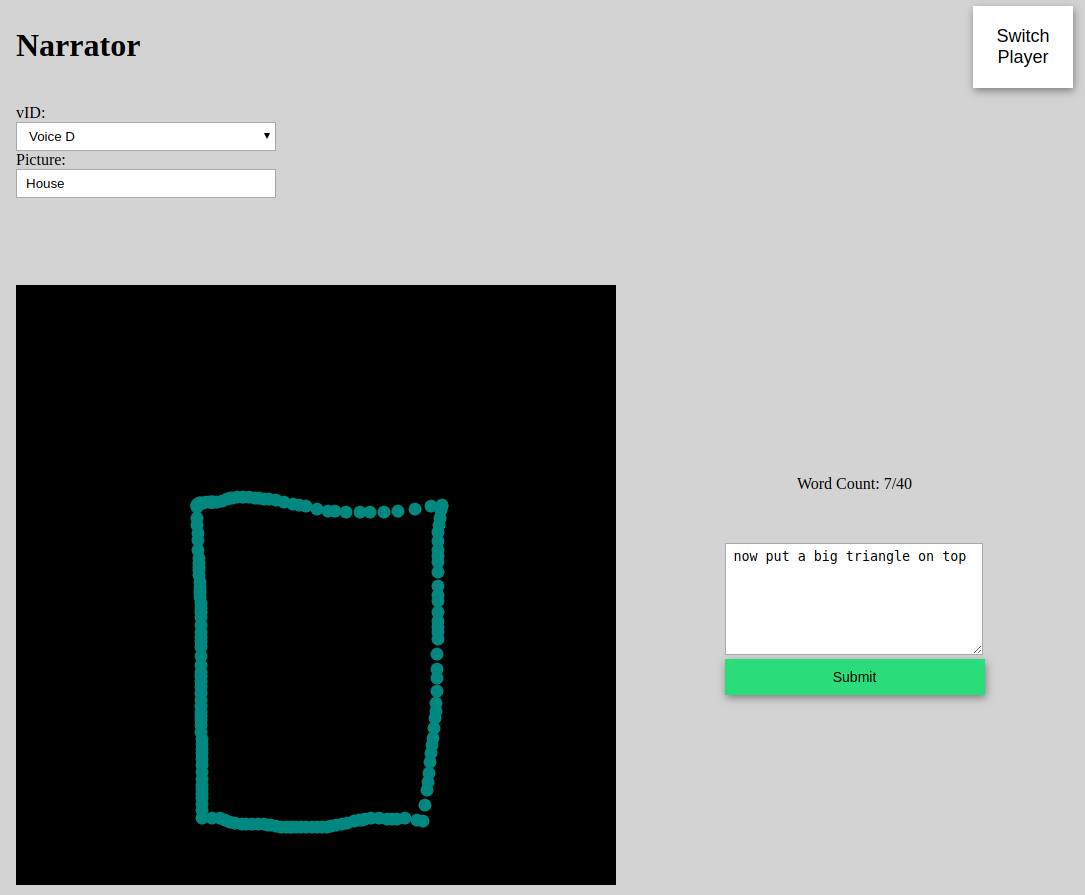 Narrator
Switch
Player
vID:
Voice D
Picture:
House
Word Count: 7/40
now put a big triangle on top
Submit